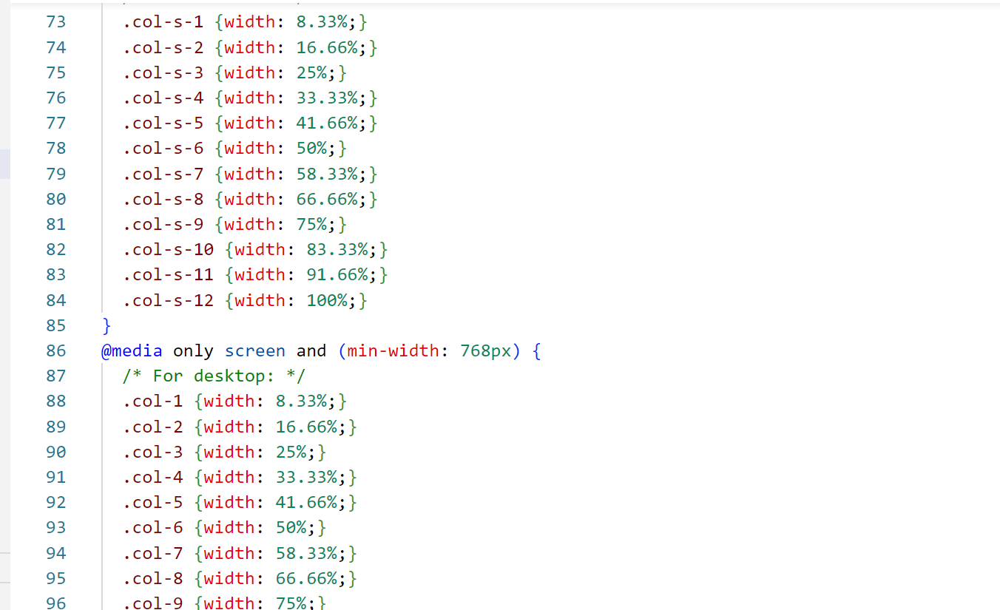 73 .col-s-1 {width: 8.33%;}
74 .col-s-2 {width: 16.66%;}
75 .col-s-3 {width: 25%;}
76 .col-s-4 {width: 33.33%;}
77 .col-s-5 {width: 41.66%;}
78 .col-s-6 {width: 50%;}
79 .col-s-7 {width: 58.33%;}
80 .col-s-8 {width: 66.66%;}
81 .col-s-9 {width: 75%;}
82 .col-s-10 {width: 83.33%;}
83 .col-s-11 {width: 91.66%;}
84 .col-s-12 {width: 100%;}
85 }
86 @media only screen and (min-width: 768px) {
87 /* For desktop: */
88 .col-1 {width: 8.33%;}
89 .col-2 {width: 16.66%;}
90 .col-3 {width: 25%;}
91 .col-4 {width: 33.33%;}
92 .col-5 {width: 41.66%;}
93 .col-6 {width: 50%;}
94 .col-7 {width: 58.33%;}
95 .col-8 {width: 66.66%;}
96 .col-9 {width: 75%;}